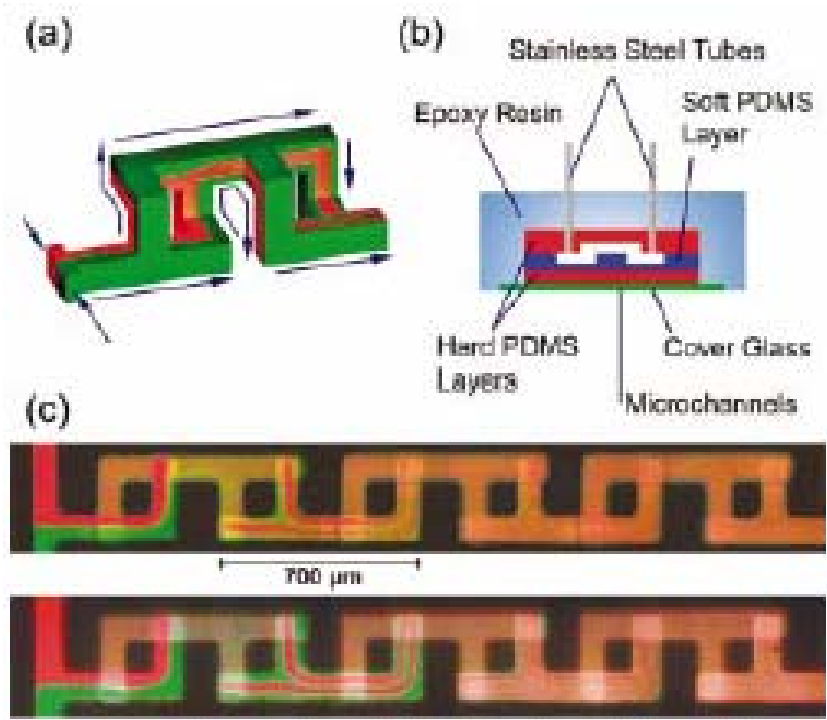 (a)
(b)
Stainless Steel Tubes
Epoxy Resin
Soft PDMS
Layer
Hard PDMS
Layers
Cover Glass
Microchannels
(c)
700 µm